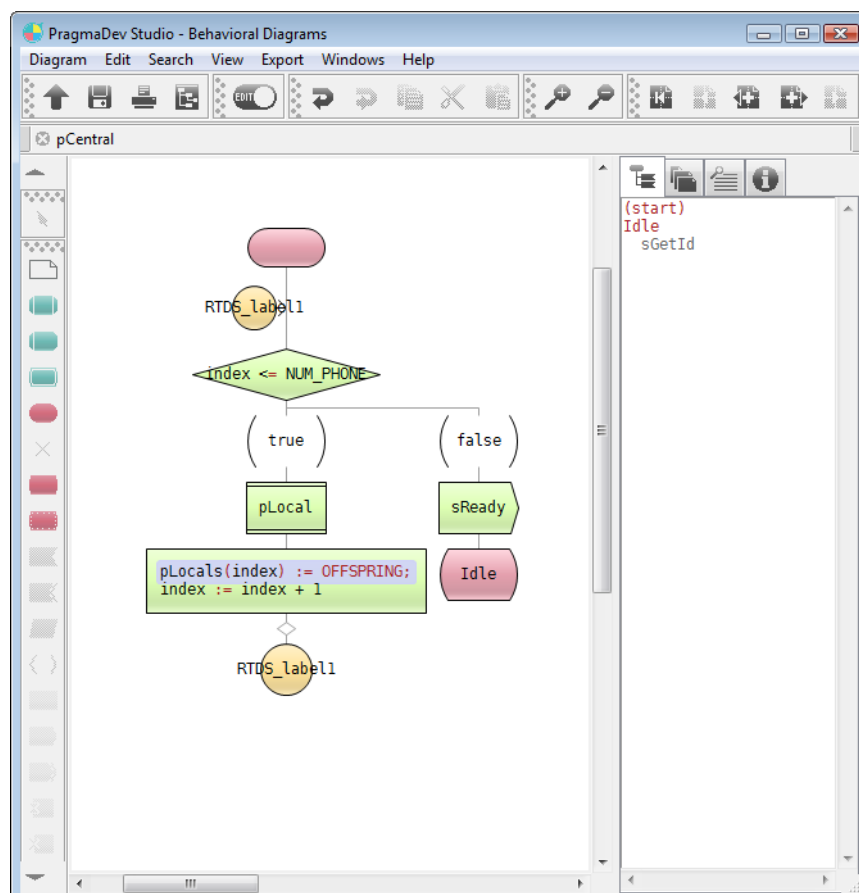 PragmaDev Studio - Behavioral Diagrams
Diagram Edit Search View Export Windows Help
EDIT
pCentral
(start)
Idle
sGetId
RTDS_label1
index <= NUM_PHONE
true
false
pLocal
sReady
pLocals(index) := OFFSPRING;
index := index + 1
Idle
RTDS_label1